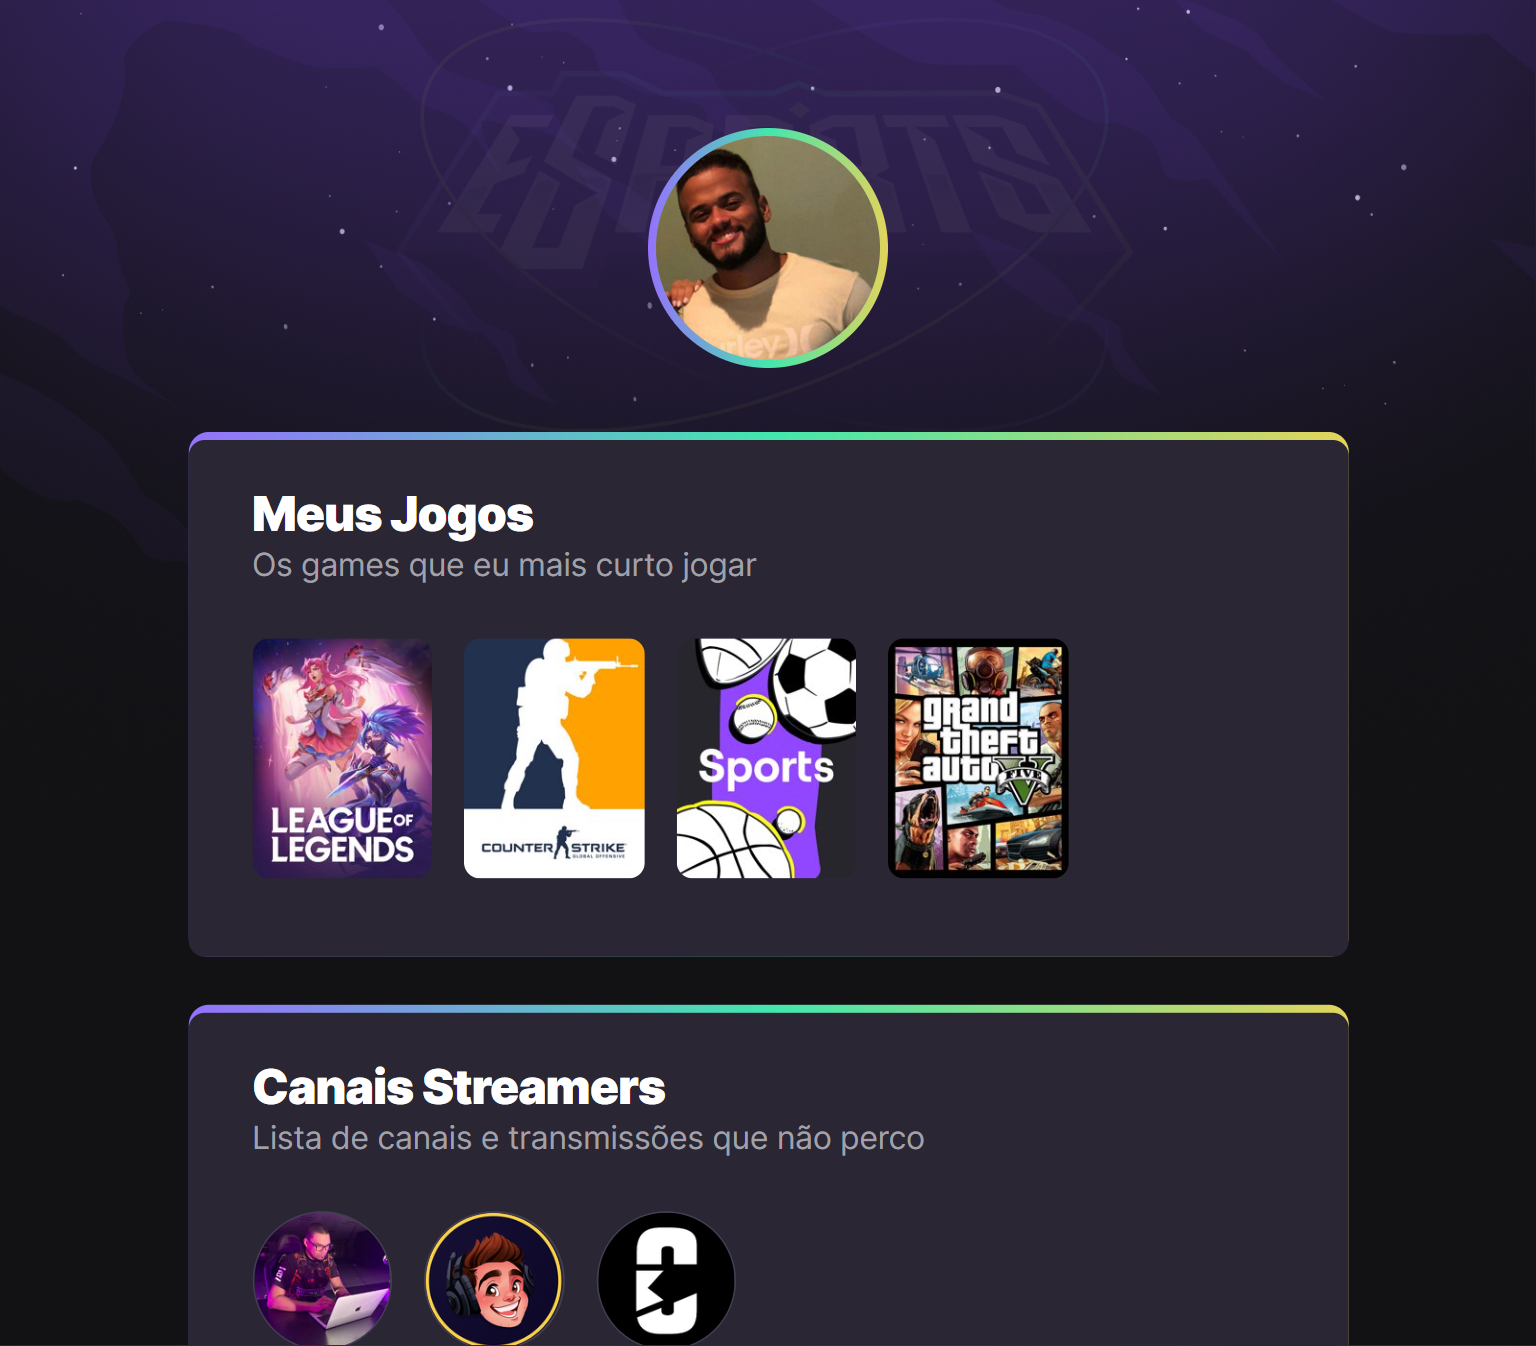 ESPORTS
urley
Meus Jogos
Os games que eu mais curto jogar
LEAGUE OF
LEGENDS
COUNTER STRIKE
GLOBAL OFFENSIVE
Sports
grand
theft
auto
FIVE
Canais Streamers
Lista de canais e transmissões que não perco